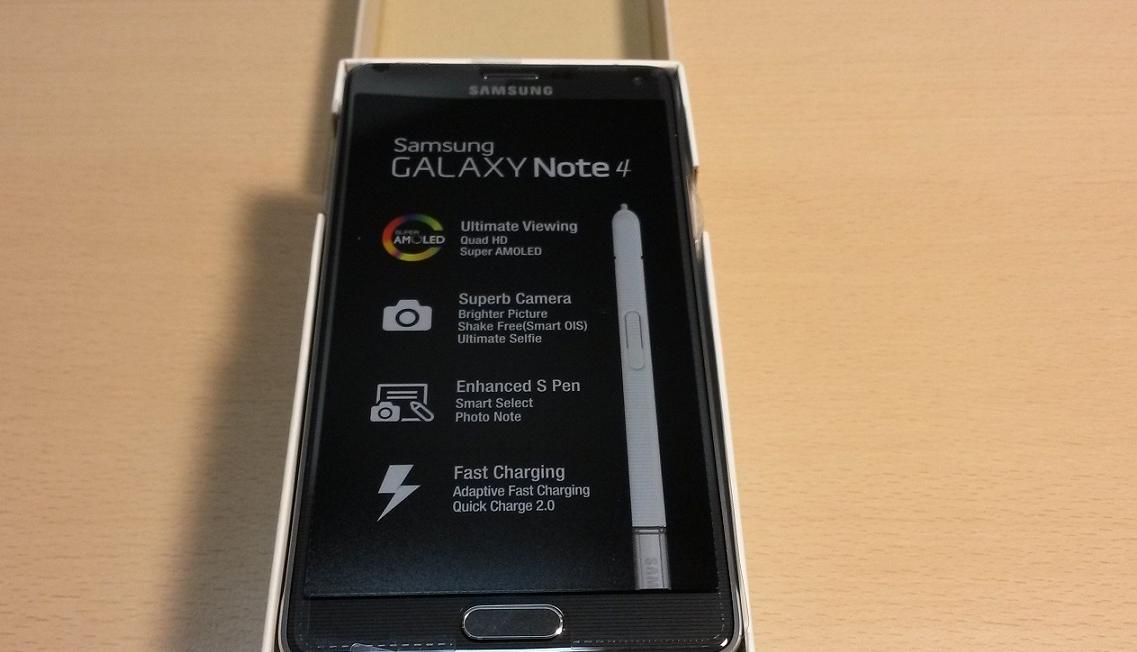 SAMSUNG
Samsung
GALAXY Note 4
SUPER
AMOLED
Ultimate Viewing
Quad HD
Super AMOLED
Superb Camera
Brighter Picture
Shake Free(Smart OIS)
Ultimate Selfie
Enhanced S Pen
Smart Select
Photo Note
Fast Charging
Adaptive Fast Charging
Quick Charge 2.0
SAM